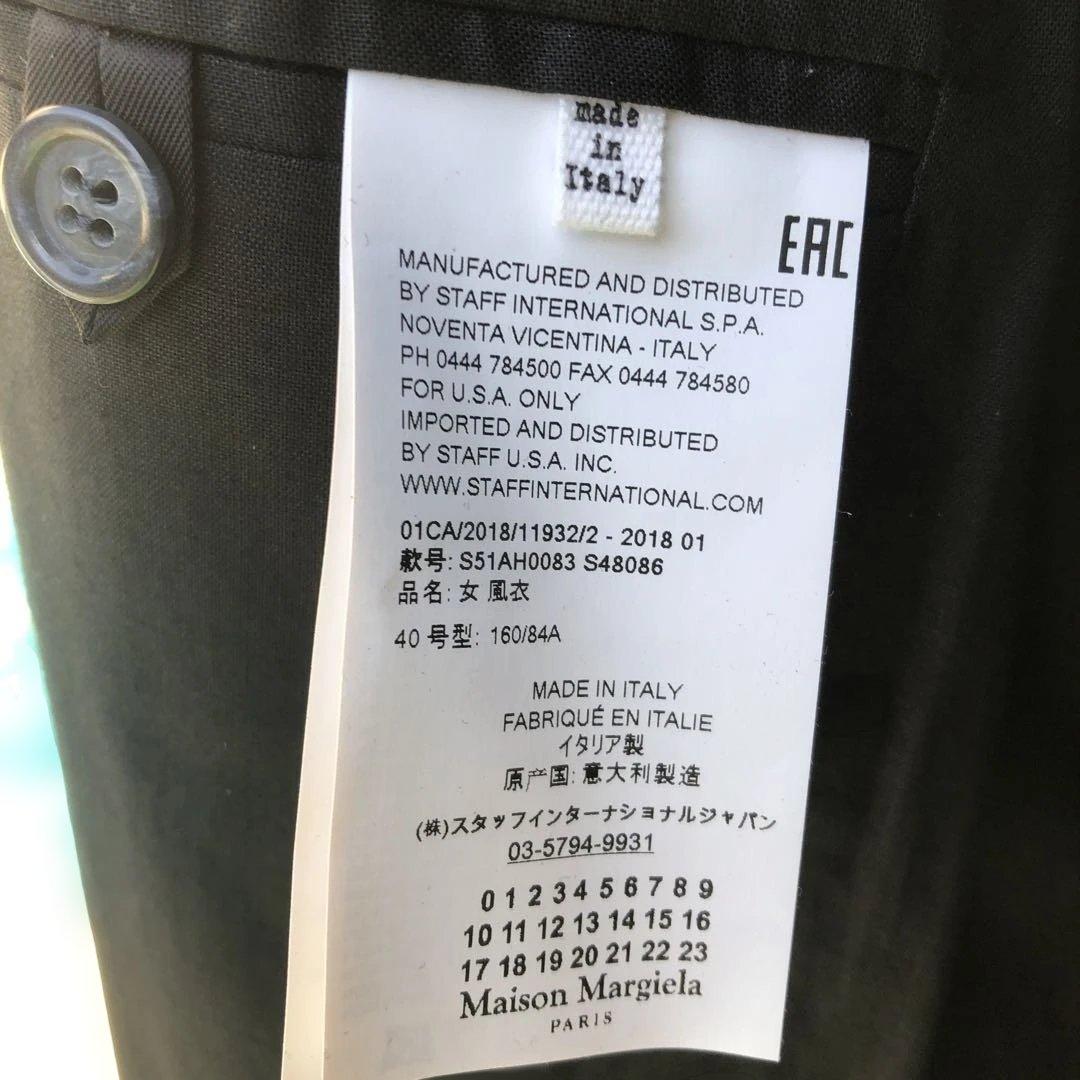 made
in
Italy
EAC
MANUFACTURED AND DISTRIBUTED
BY STAFF INTERNATIONAL S.P.A.
NOVENTA VICENTINA - ITALY
PH 0444 784500 FAX 0444 784580
FOR U.S.A. ONLY
IMPORTED AND DISTRIBUTED
BY STAFF U.S.A. INC.
WWW.STAFFINTERNATIONAL.COM
01CA/2018/11932/2 - 2018 01
款号: S51AH0083 S48086
品名: 女 風衣
40 号型: 160/84A
MADE IN ITALY
FABRIQUÉ EN ITALIE
イタリア製
原产国: 意大利製造
(株)スタッフインターナショナルジャパン
03-5794-9931
0 1 2 3 4 5 6 7 8 9
10 11 12 13 14 15 16
17 18 19 20 21 22 23
Maison Margiela
PARIS